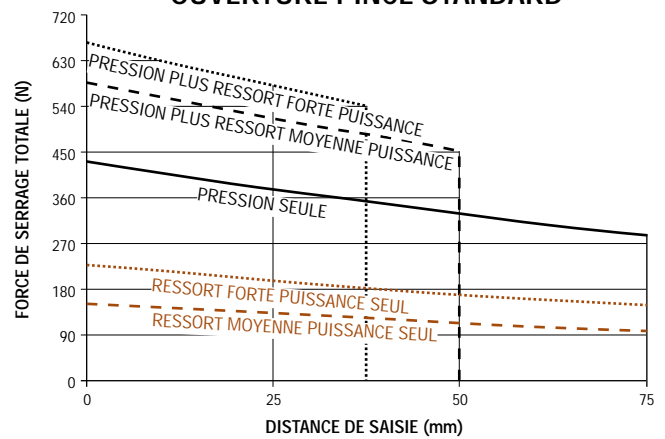 OUVERTURE PINCE STANDARD
FORCE DE SERRAGE TOTALE (N)
720
630
540
450
360
270
180
90
0
PRESSION PLUS RESSORT FORTE PUISSANCE
PRESSION PLUS RESSORT MOYENNE PUISSANCE
PRESSION SEULE
RESSORT FORTE PUISSANCE SEUL
RESSORT MOYENNE PUISSANCE SEUL
0
25
50
75
DISTANCE DE SAISIE (mm)